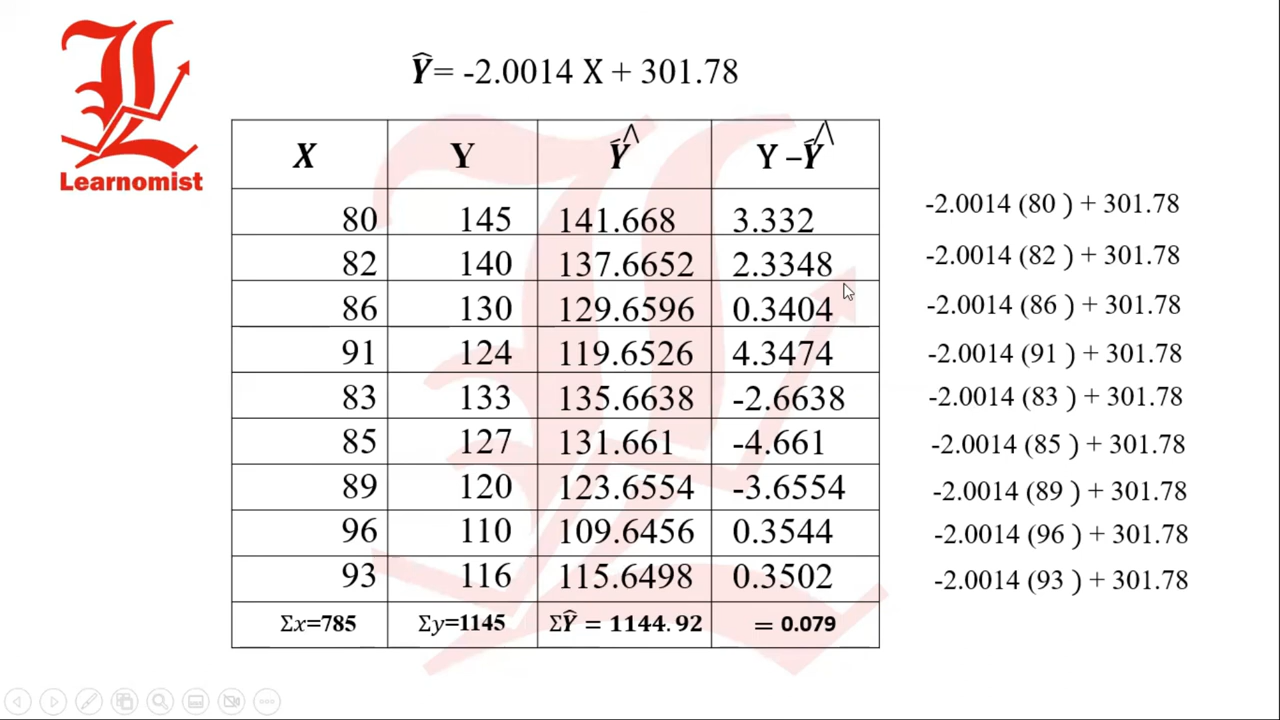 Learnomist
Ŷ= -2.0014 X + 301.78
X Y Ŷ Y –Ŷ
80 145 141.668 3.332 -2.0014 (80 ) + 301.78
82 140 137.6652 2.3348 -2.0014 (82 ) + 301.78
86 130 129.6596 0.3404 -2.0014 (86 ) + 301.78
91 124 119.6526 4.3474 -2.0014 (91 ) + 301.78
83 133 135.6638 -2.6638 -2.0014 (83 ) + 301.78
85 127 131.661 -4.661 -2.0014 (85 ) + 301.78
89 120 123.6554 -3.6554 -2.0014 (89 ) + 301.78
96 110 109.6456 0.3544 -2.0014 (96 ) + 301.78
93 116 115.6498 0.3502 -2.0014 (93 ) + 301.78
Σx=785 Σy=1145 ΣŶ = 1144.92 = 0.079